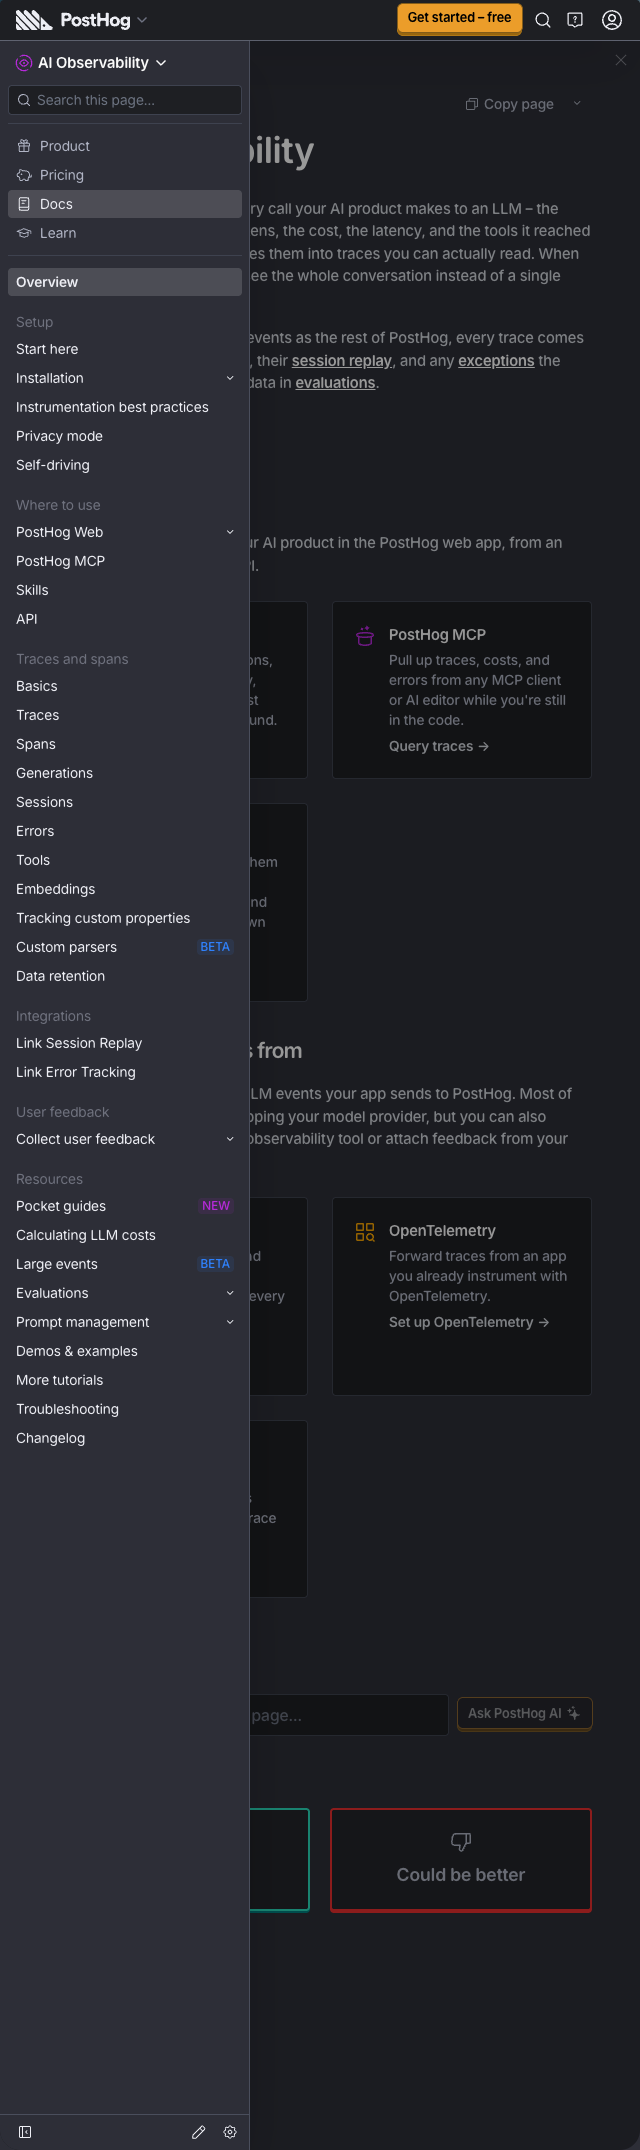 PostHog
Get started – free
AI Observability
Search this page...
Product
Pricing
Docs
Learn
Overview
Setup
Start here
Installation
Instrumentation best practices
Privacy mode
Self-driving
Where to use
PostHog Web
PostHog MCP
Skills
API
Traces and spans
Basics
Traces
Spans
Generations
Sessions
Errors
Tools
Embeddings
Tracking custom properties
Custom parsers BETA
Data retention
Integrations
Link Session Replay
Link Error Tracking
User feedback
Collect user feedback
Resources
Pocket guides NEW
Calculating LLM costs
Large events BETA
Evaluations
Prompt management
Demos & examples
More tutorials
Troubleshooting
Changelog
Copy page
bility
ry call your AI product makes to an LLM – the
ens, the cost, the latency, and the tools it reached
es them into traces you can actually read. When
ee the whole conversation instead of a single
events as the rest of PostHog, every trace comes
, their session replay, and any exceptions the
data in evaluations.
ur AI product in the PostHog web app, from an
PI.
ons,
y,
st
und.
PostHog MCP
Pull up traces, costs, and
errors from any MCP client
or AI editor while you're still
in the code.
Query traces →
hem
nd
wn
s from
LM events your app sends to PostHog. Most of
pping your model provider, but you can also
observability tool or attach feedback from your
nd
every
OpenTelemetry
Forward traces from an app
you already instrument with
OpenTelemetry.
Set up OpenTelemetry →
race
page...
Ask PostHog AI
Could be better